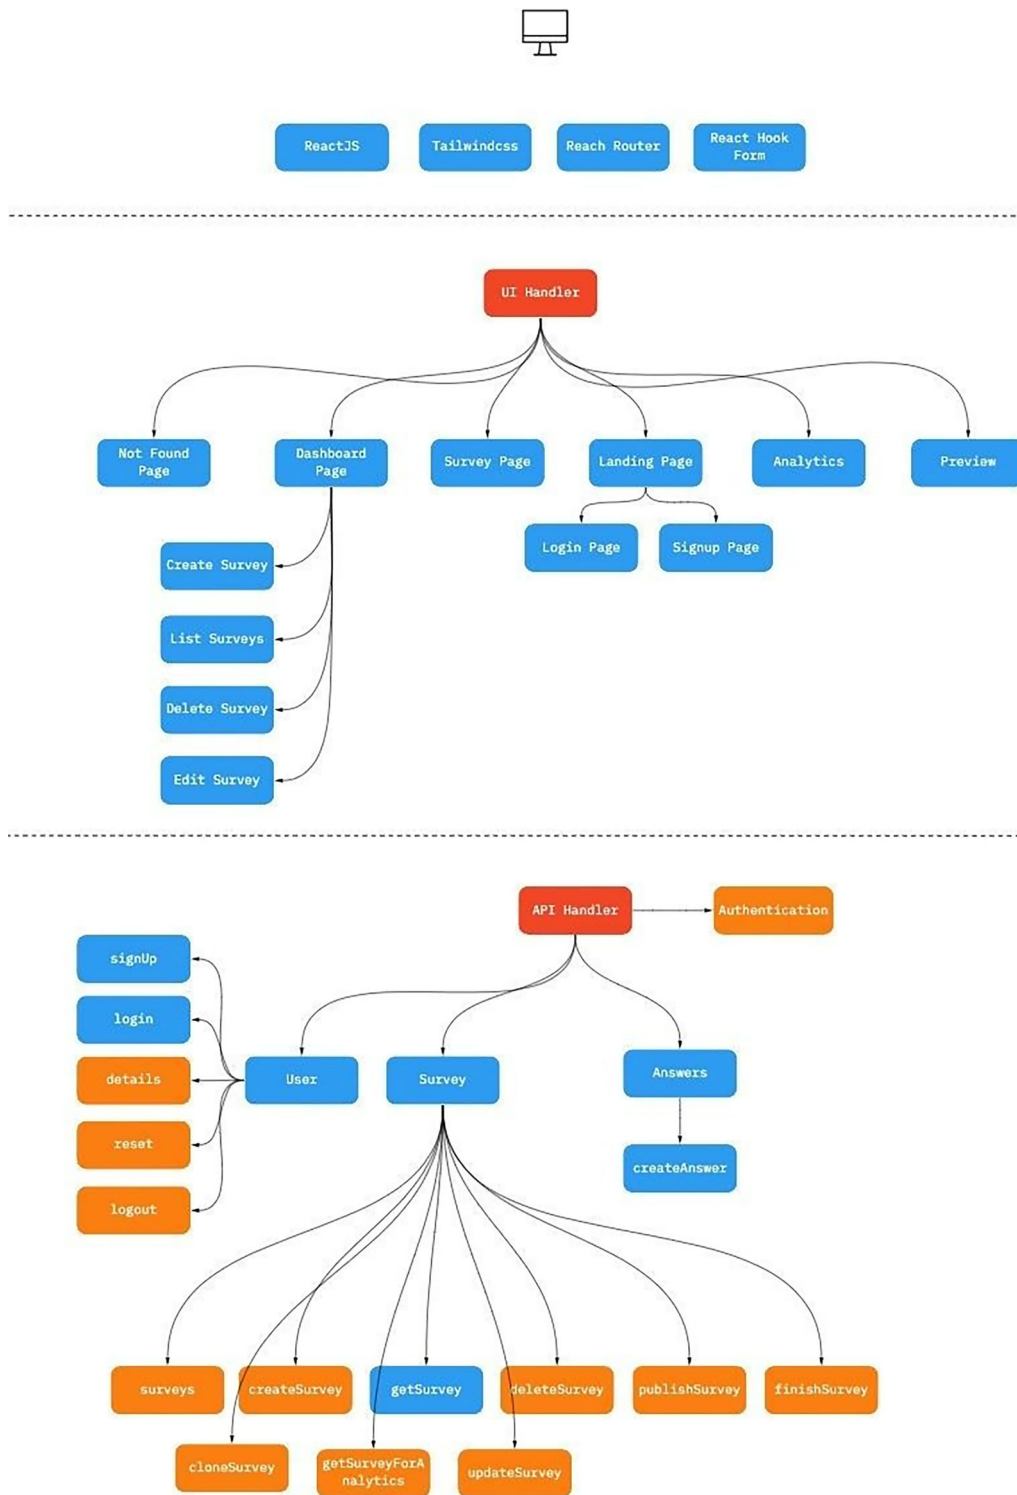 ReactJS
Tailwindcss
Reach Router
React Hook
Form
UI Handler
Not Found
Page
Dashboard
Page
Survey Page
Landing Page
Analytics
Preview
Login Page
Signup Page
Create Survey
List Surveys
Delete Survey
Edit Survey
API Handler
Authentication
signUp
login
details
reset
logout
User
Survey
Answers
createAnswer
surveys
createSurvey
getSurvey
deleteSurvey
publishSurvey
finishSurvey
cloneSurvey
getSurveyForA
nalytics
updateSurvey